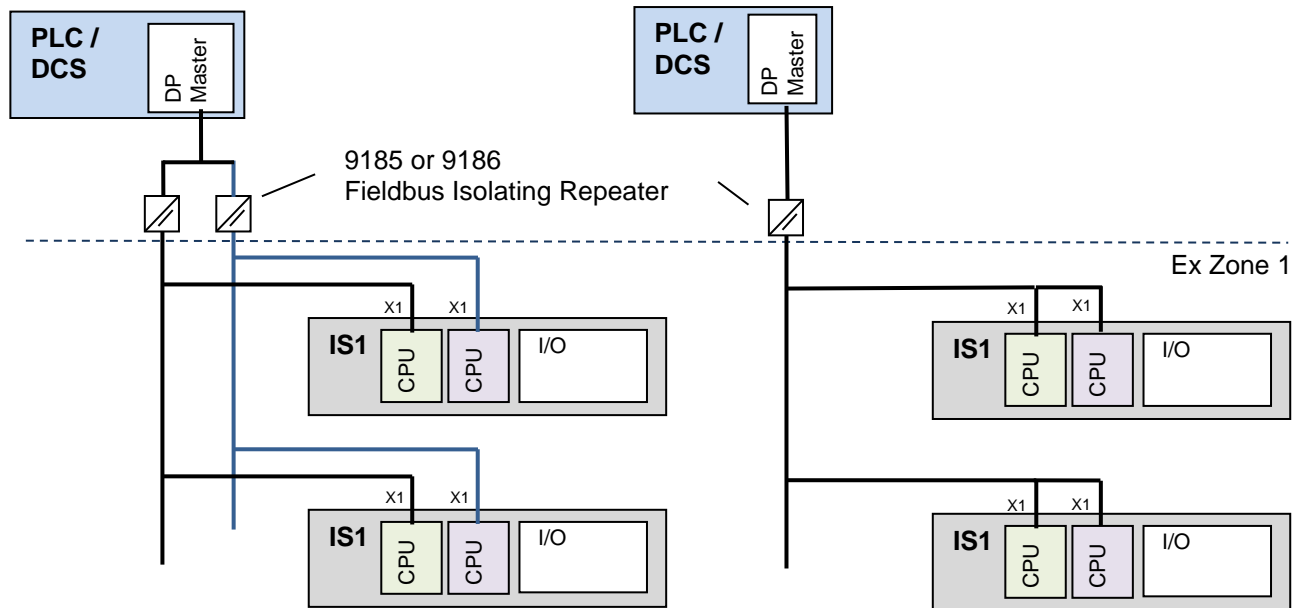 PLC /
DCS
DP
Master
PLC /
DCS
DP
Master
9185 or 9186
Fieldbus Isolating Repeater
Ex Zone 1
X1
X1
IS1
CPU
CPU
I/O
X1
X1
IS1
CPU
CPU
I/O
X1
X1
IS1
CPU
CPU
I/O
X1
X1
IS1
CPU
CPU
I/O